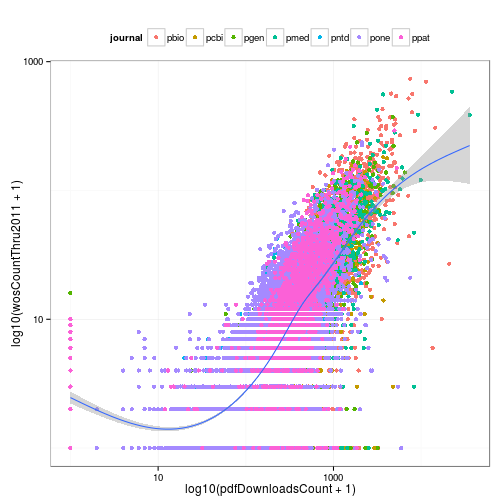 journal pbio pcbi pgen pmed pntd pone ppat
1000
10
log10(wosCountThru2011 + 1)
10 1000
log10(pdfDownloadsCount + 1)